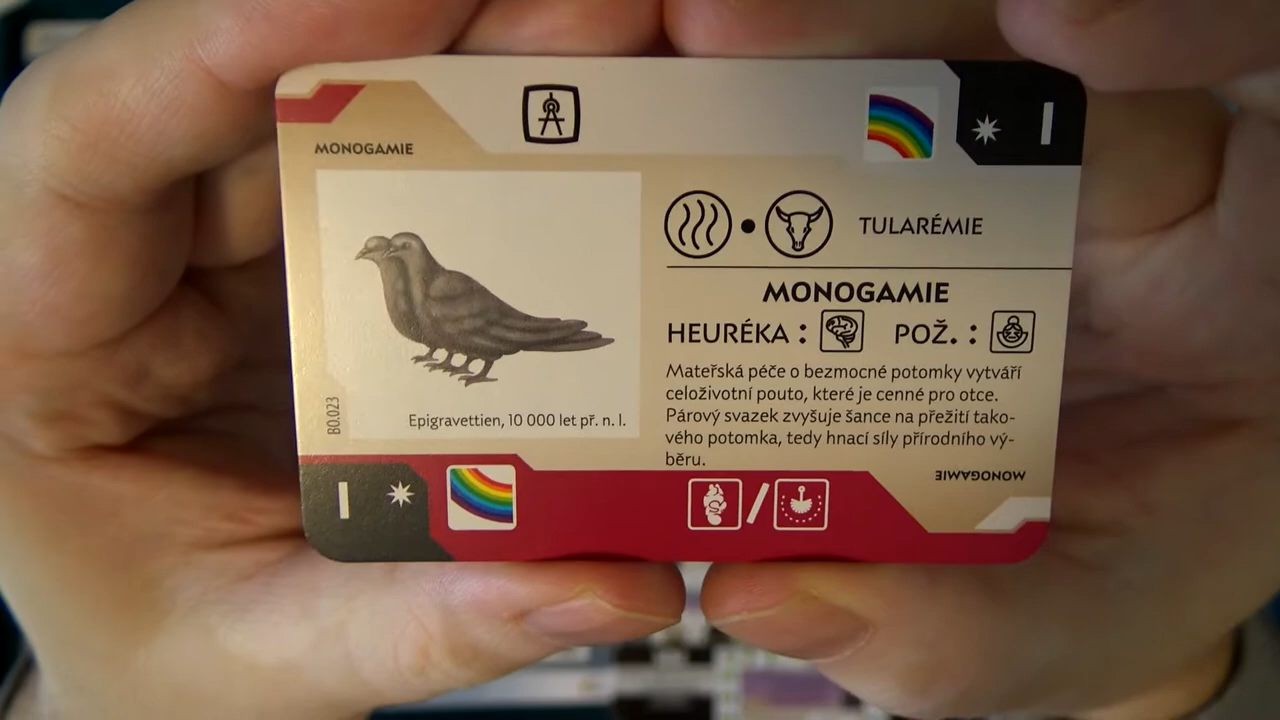 MONOGAMIE
I
TULARÉMIE
MONOGAMIE
HEURÉKA : POŽ. :
Mateřská péče o bezmocné potomky vytváří
celoživotní pouto, které je cenné pro otce.
Párový svazek zvyšuje šance na přežití tako-
vého potomka, tedy hnací síly přírodního vý-
běru.
B0.023
Epigravettien, 10 000 let př. n. l.
MONOGAMIE
I
/